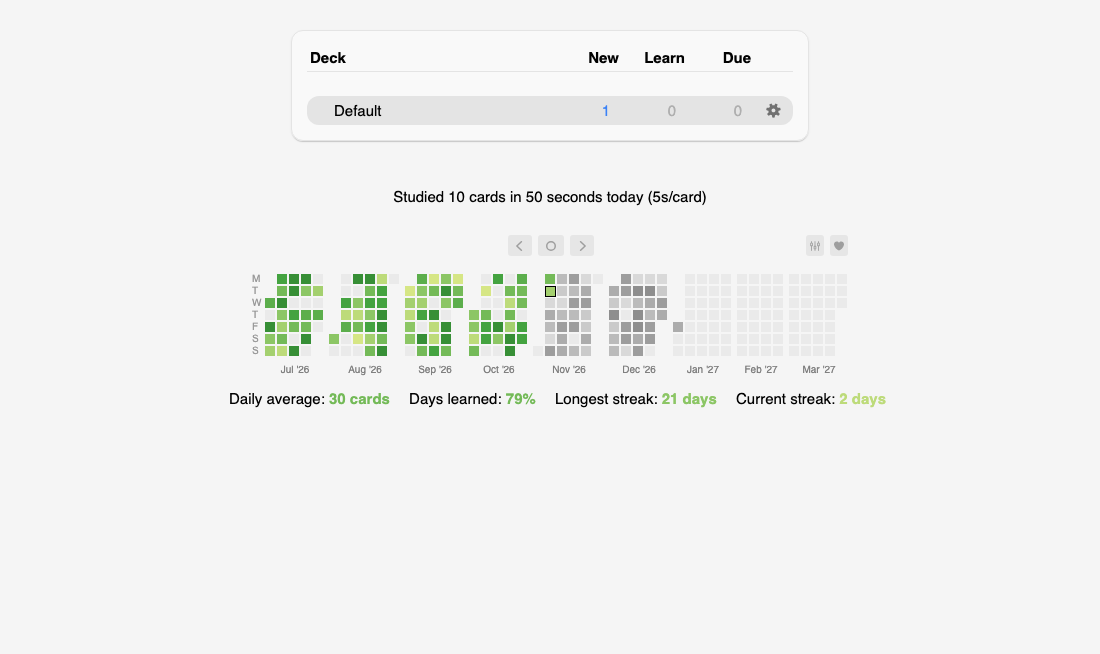 Deck New Learn Due
Default 1 0 0
Studied 10 cards in 50 seconds today (5s/card)
M
T
W
T
F
S
S
Jul '26 Aug '26 Sep '26 Oct '26 Nov '26 Dec '26 Jan '27 Feb '27 Mar '27
Daily average: 30 cards Days learned: 79% Longest streak: 21 days Current streak: 2 days